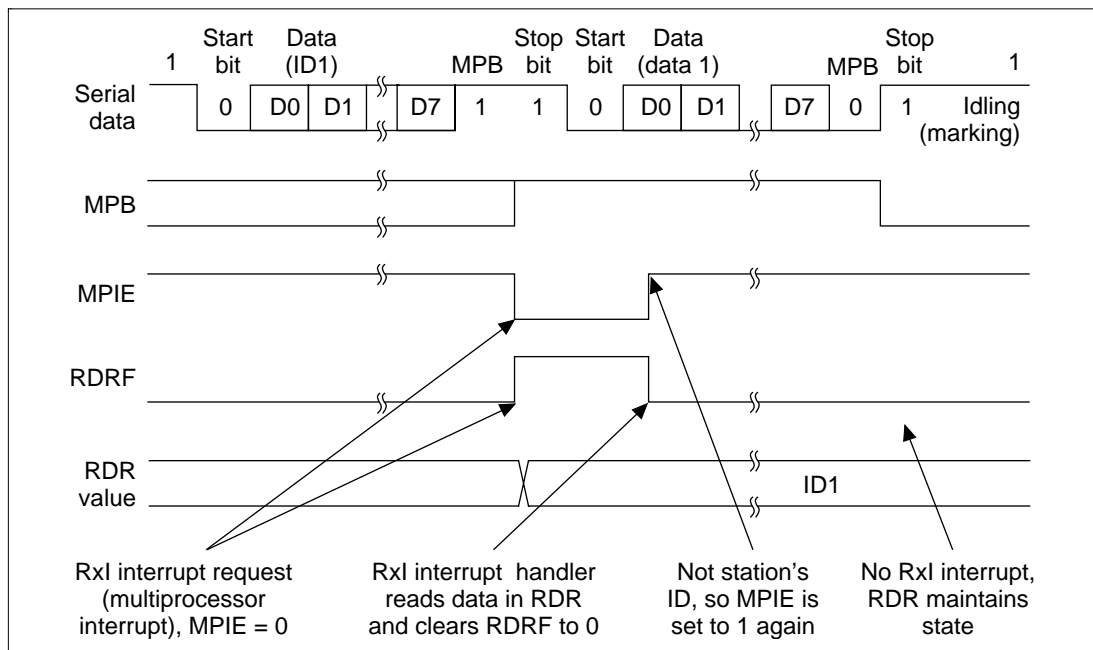 Start bit
Data (ID1)
Stop bit
Start bit
Data (data 1)
Stop bit
1
MPB
MPB
1
Serial data
0
D0
D1
D7
1
1
0
D0
D1
D7
0
1
Idling (marking)
MPB
MPIE
RDRF
RDR value
ID1
RxI interrupt request (multiprocessor interrupt), MPIE = 0
RxI interrupt handler reads data in RDR and clears RDRF to 0
Not station's ID, so MPIE is set to 1 again
No RxI interrupt, RDR maintains state